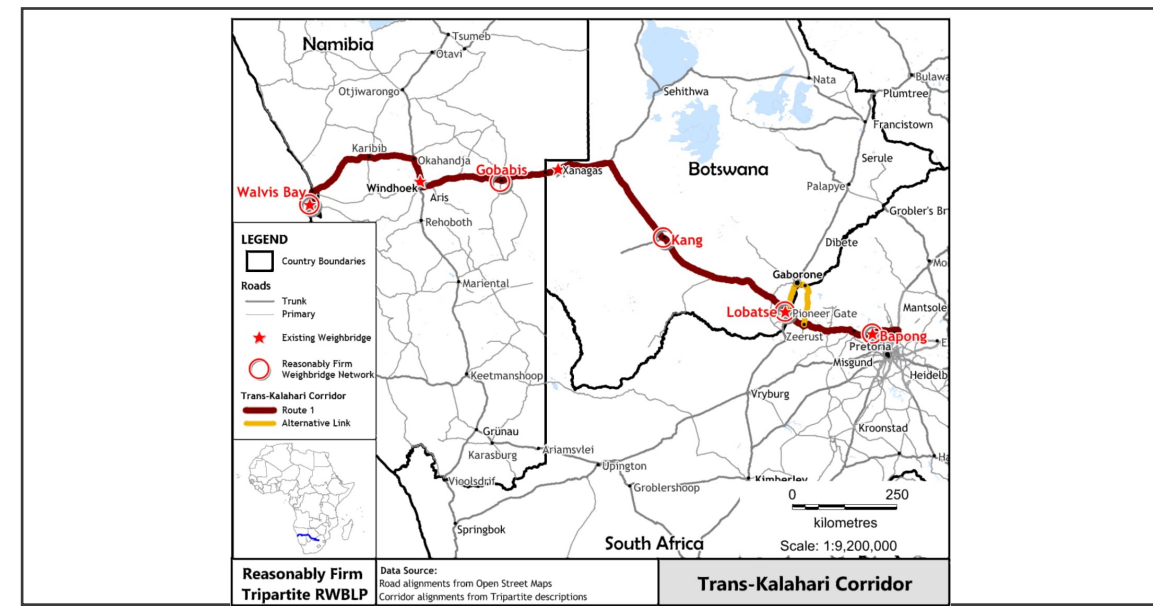 Namibia
Tsumeb
Otavi
Otjiwarongo
Sehithwa
Nata
Bulawa
Plumtree
Francistown
Karibib
Okahandja
Gobabis
Xanagas
Botswana
Serule
Walvis Bay
Windhoek
Aris
Palapye
Rehoboth
Grobler's Br
Kang
Dibete
Mo
Mariental
Gaborone
Lobatse
Pioneer Gate
Mantsole
Zeerust
Bapong
E
Pretoria
Misgund
Heidelb
Keetmanshoop
Vryburg
Grünau
Kroonstad
Karasburg
Ariamsvlei
Ha
Upington
Vioolsdrif
Groblershoop
Kimberley
Springbok
South Africa
LEGEND
Country Boundaries
Roads
Trunk
Primary
Existing Weighbridge
Reasonably Firm
Weighbridge Network
Trans-Kalahari Corridor
Route 1
Alternative Link
0 250
kilometres
Scale: 1:9,200,000
Reasonably Firm
Tripartite RWBLP
Data Source:
Road alignments from Open Street Maps
Corridor alignments from Tripartite descriptions
Trans-Kalahari Corridor